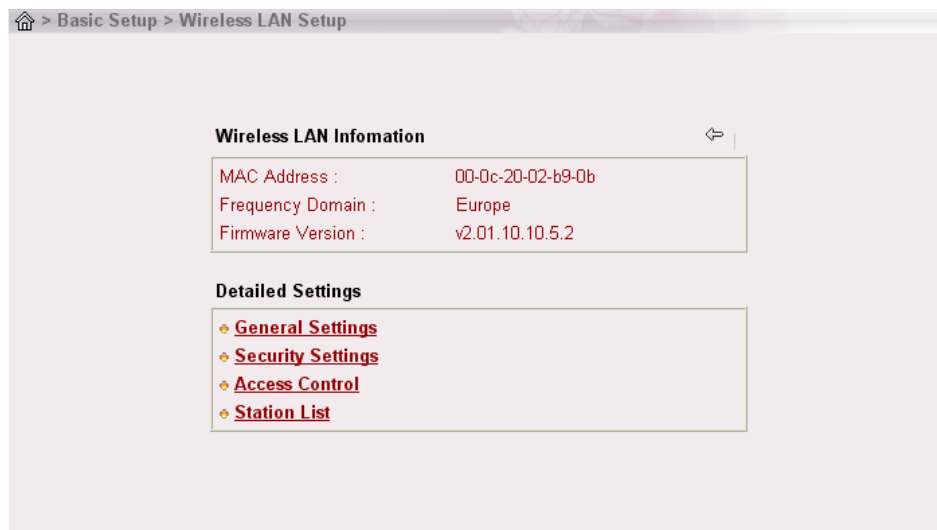 > Basic Setup > Wireless LAN Setup
Wireless LAN Infomation
MAC Address : 00-0c-20-02-b9-0b
Frequency Domain : Europe
Firmware Version : v2.01.10.10.5.2
Detailed Settings
General Settings
Security Settings
Access Control
Station List